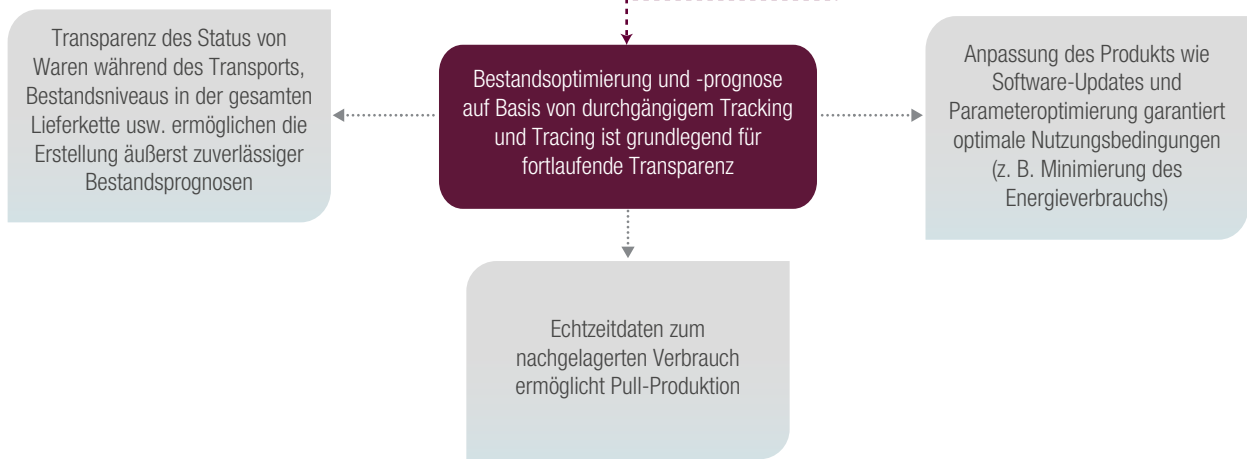 Transparenz des Status von
Waren während des Transports,
Bestandsniveaus in der gesamten
Lieferkette usw. ermöglichen die
Erstellung äußerst zuverlässiger
Bestandsprognosen
Bestandsoptimierung und -prognose
auf Basis von durchgängigem Tracking
und Tracing ist grundlegend für
fortlaufende Transparenz
Anpassung des Produkts wie
Software-Updates und
Parameteroptimierung garantiert
optimale Nutzungsbedingungen
(z. B. Minimierung des
Energieverbrauchs)
Echtzeitdaten zum
nachgelagerten Verbrauch
ermöglicht Pull-Produktion